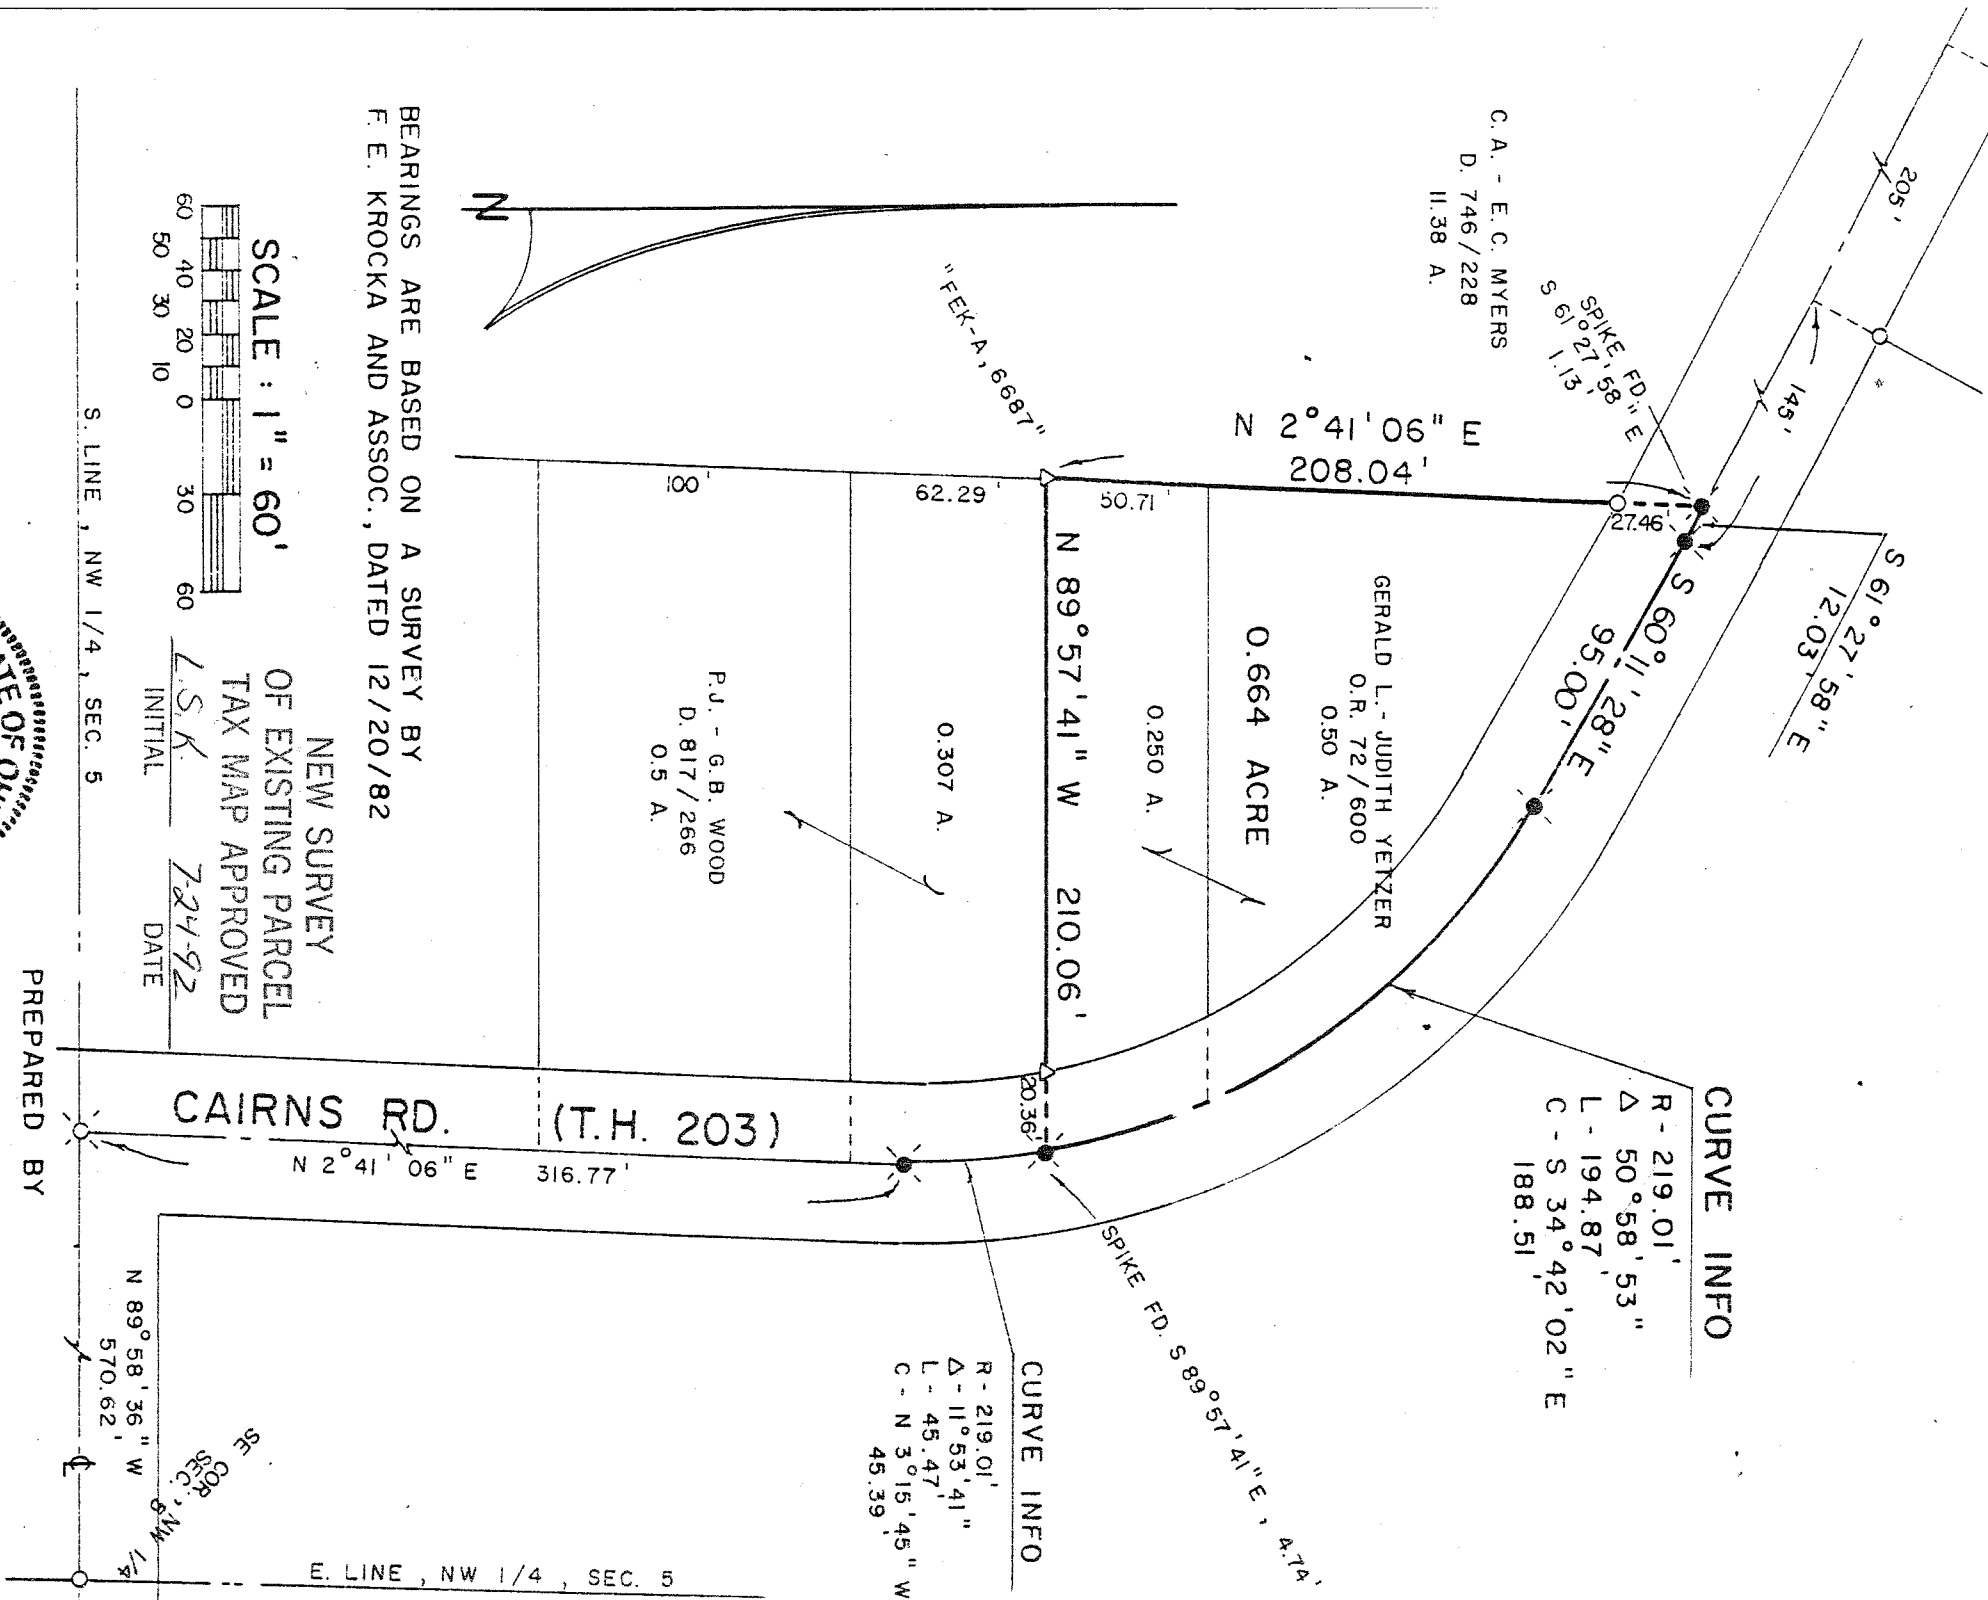 205'
145'
C. A. - E. C. MYERS
D. 746/228
11.38 A.
SPIKE FD.
S 61°27'58"E
1.13'
N 2°41'06" E
208.04'
27.46'
S 61°27'58"E
12.03'
S 60°11'28"E
95.00'
"FEK-A, 6687"
N
50.71'
62.29'
100'
GERALD L. - JUDITH YETZER
O.R. 72/600
0.50 A.
0.664 ACRE
0.250 A.
N 89°57'41" W 210.06'
20.36'
0.307 A.
P.J. - G.B. WOOD
D. 817/266
0.5 A.
CURVE INFO
R - 219.01'
Δ 50°58'53"
L - 194.87'
C - S 34°42'02"E
188.51'
SPIKE FD. S 89°57'41"E, 4.74'
CURVE INFO
R - 219.01'
Δ - 11°53'41"
L - 45.47'
C - N 3°15'45"W
45.39'
CAIRNS RD. (T.H. 203)
N 2°41'06"E 316.77'
BEARINGS ARE BASED ON A SURVEY BY
F. E. KROCKA AND ASSOC., DATED 12/20/82
SCALE : 1" = 60'
60 50 40 30 20 10 0 30 60
NEW SURVEY
OF EXISTING PARCEL
TAX MAP APPROVED
L.S.K. 7-24-92
INITIAL DATE
S. LINE, NW 1/4, SEC. 5
N 89°58'36"W
570.62'
SE COR., NW 1/4
SEC.
E. LINE, NW 1/4, SEC. 5
PREPARED BY